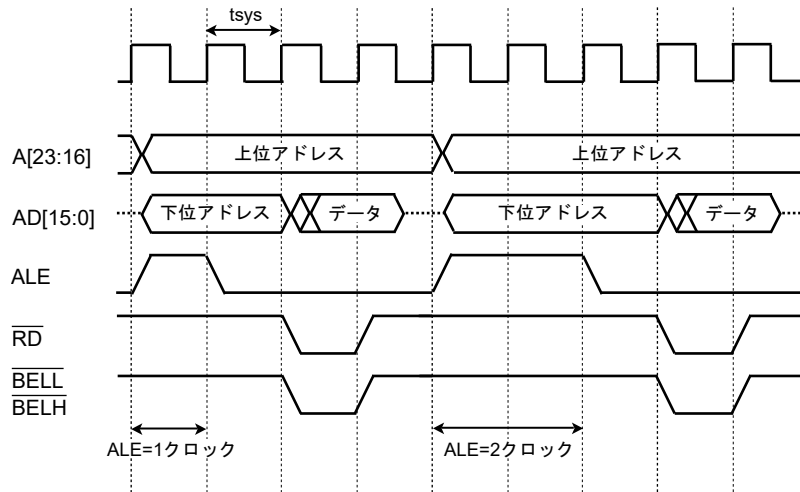 tsys
A[23:16]
上位アドレス
上位アドレス
AD[15:0]
下位アドレス
データ
下位アドレス
データ
ALE
RD
BELL
BELH
ALE=1クロック
ALE=2クロック